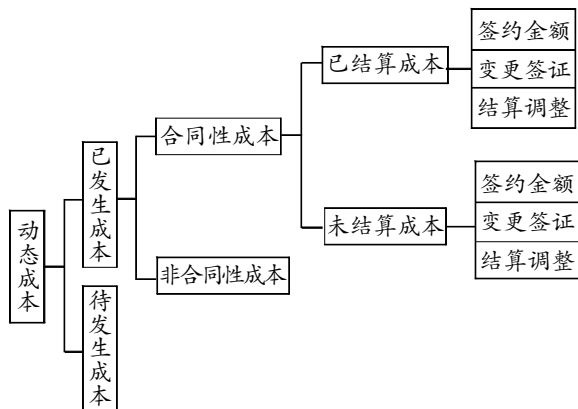 签约金额
变更签证
结算调整
已结算成本
合同性成本
已发生成本
签约金额
变更签证
结算调整
未结算成本
动态成本
非合同性成本
待发生成本